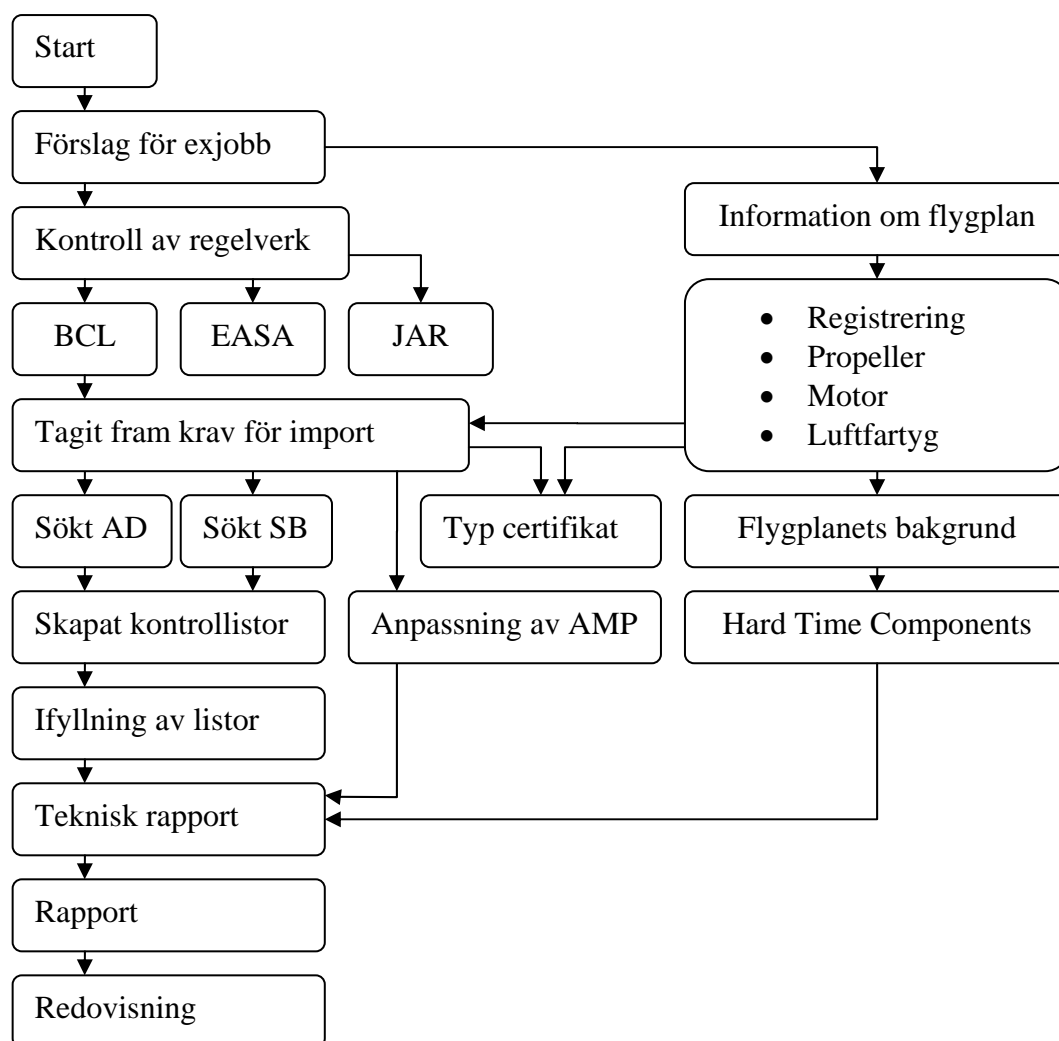 Start
Förslag för exjobb
Information om flygplan
Kontroll av regelverk
BCL
EASA
JAR
• Registrering
• Propeller
• Motor
• Luftfartyg
Tagit fram krav för import
Sökt AD
Sökt SB
Typ certifikat
Flygplanets bakgrund
Skapat kontrollistor
Anpassning av AMP
Hard Time Components
Ifyllning av listor
Teknisk rapport
Rapport
Redovisning